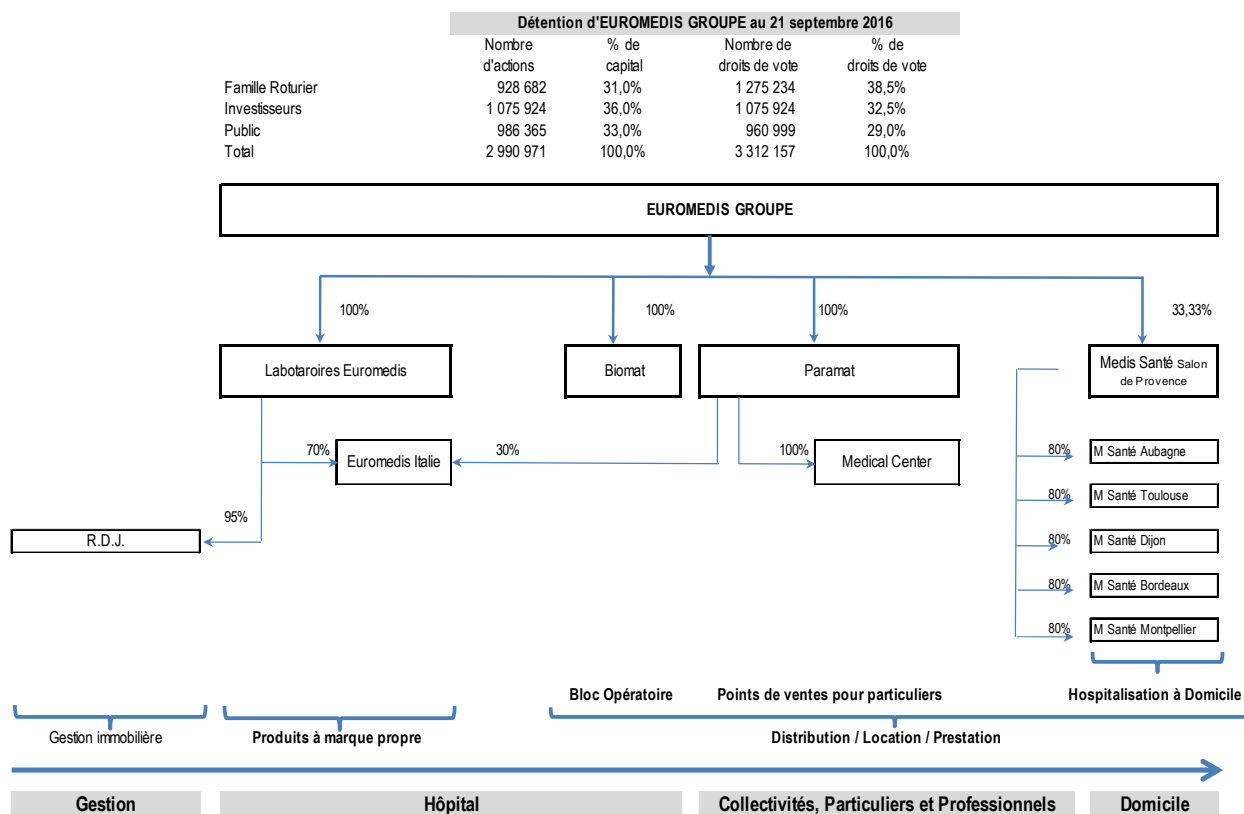 Détention d'EUROMEDIS GROUPE au 21 septembre 2016
Nombre % de Nombre de % de
d'actions capital droits de vote droits de vote
Famille Roturier 928 682 31,0% 1 275 234 38,5%
Investisseurs 1 075 924 36,0% 1 075 924 32,5%
Public 986 365 33,0% 960 999 29,0%
Total 2 990 971 100,0% 3 312 157 100,0%
EUROMEDIS GROUPE
100% 100% 100% 33,33%
Labotaroires Euromedis Biomat Paramat Medis Santé Salon
de Provence
70% Euromedis Italie 30% 100% Medical Center 80% M Santé Aubagne
80% M Santé Toulouse
95%
R.D.J. 80% M Santé Dijon
80% M Santé Bordeaux
80% M Santé Montpellier
Bloc Opératoire Points de ventes pour particuliers Hospitalisation à Domicile
Gestion immobilière Produits à marque propre Distribution / Location / Prestation
Gestion Hôpital Collectivités, Particuliers et Professionnels Domicile